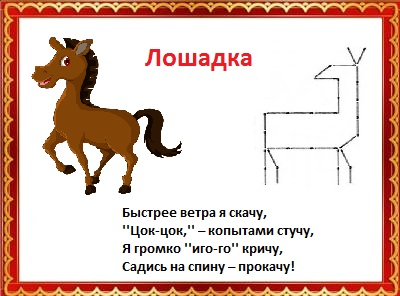 Лошадка
Быстрее ветра я скачу,
"Цок-цок," – копытами стучу,
Я громко "иго-го" кричу,
Садись на спину – прокачу!